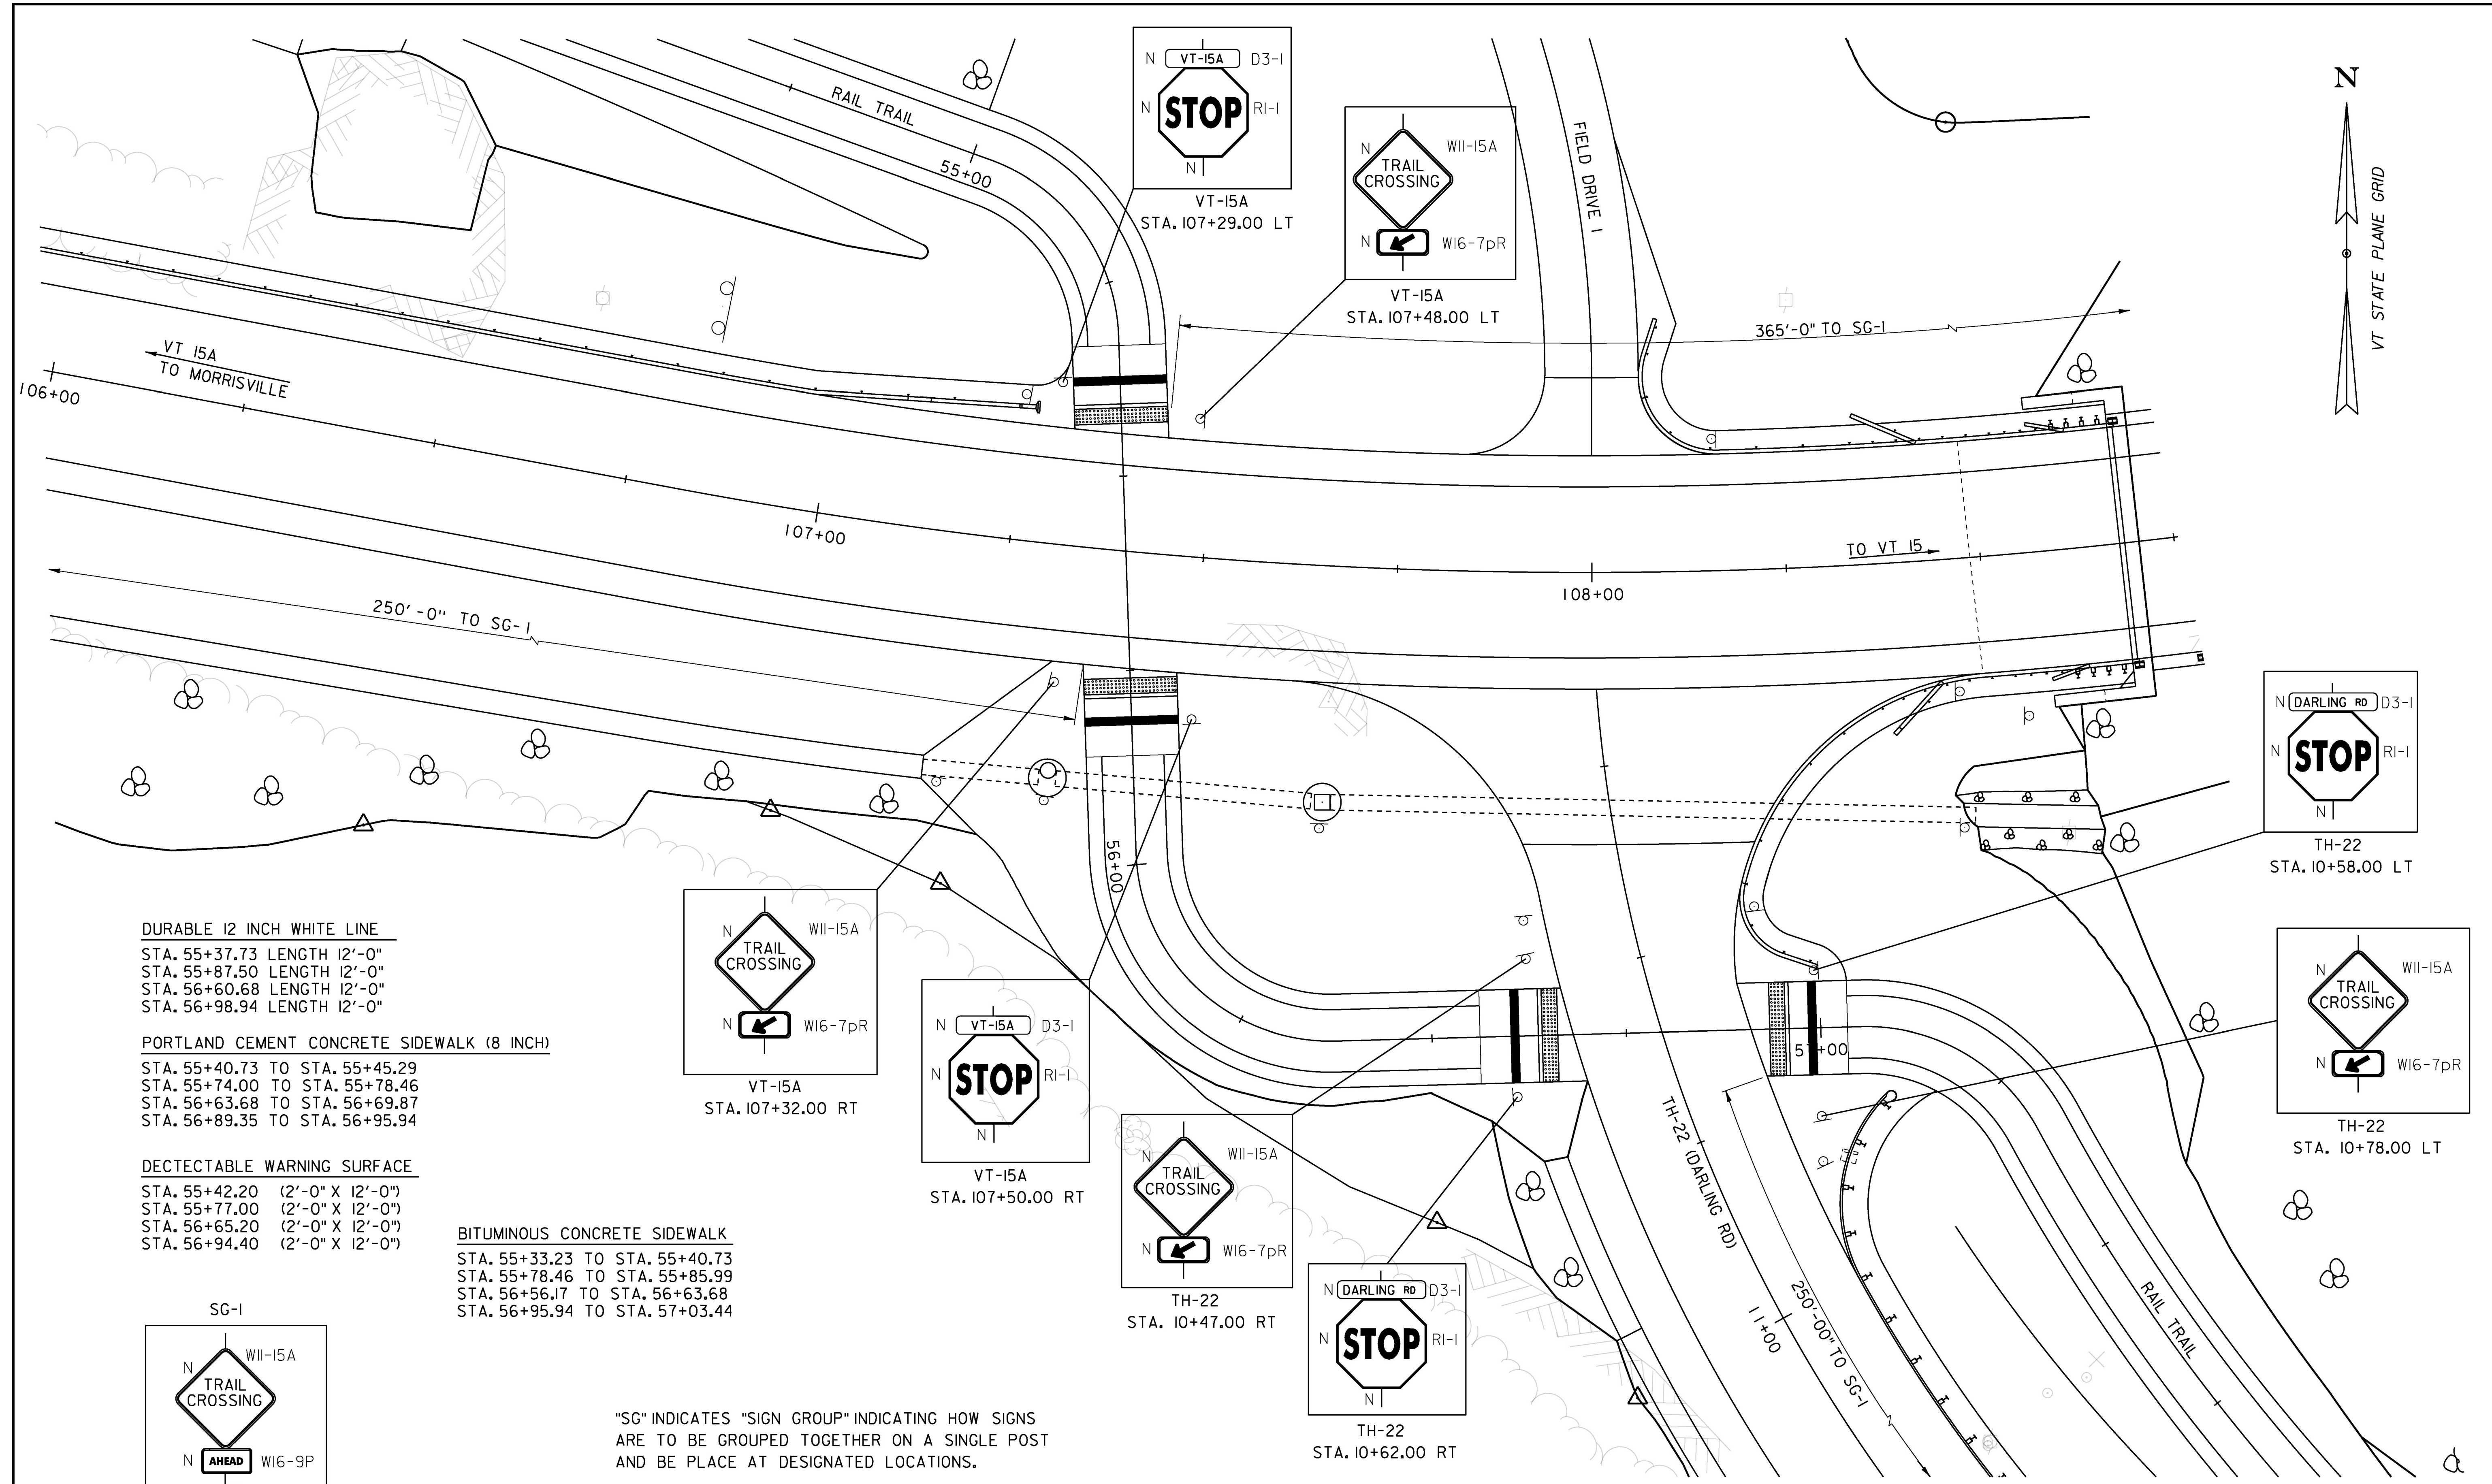 N VT-15A D3-1
N STOP R1-1
N
VT-15A
STA. 107+29.00 LT
N W11-15A
TRAIL
CROSSING
N W16-7pR
VT-15A
STA. 107+48.00 LT
N
VT STATE PLANE GRID
RAIL TRAIL
55+00
FIELD DRIVE 1
365'-0" TO SG-1
VT 15A
TO MORRISVILLE
106+00
107+00
TO VT 15
108+00
250'-0" TO SG-1
N DARLING RD D3-1
N STOP R1-1
N
TH-22
STA. 10+58.00 LT
56+00
57+00
N W11-15A
TRAIL
CROSSING
N W16-7pR
VT-15A
STA. 107+32.00 RT
N VT-15A D3-1
N STOP R1-1
N
VT-15A
STA. 107+50.00 RT
N W11-15A
TRAIL
CROSSING
N W16-7pR
TH-22
STA. 10+47.00 RT
N DARLING RD D3-1
N STOP R1-1
N
TH-22
STA. 10+62.00 RT
N W11-15A
TRAIL
CROSSING
N W16-7pR
TH-22
STA. 10+78.00 LT
TH-22 (DARLING RD)
11+00
250'-00" TO SG-1
RAIL TRAIL
DURABLE 12 INCH WHITE LINE
STA. 55+37.73 LENGTH 12'-0"
STA. 55+87.50 LENGTH 12'-0"
STA. 56+60.68 LENGTH 12'-0"
STA. 56+98.94 LENGTH 12'-0"
PORTLAND CEMENT CONCRETE SIDEWALK (8 INCH)
STA. 55+40.73 TO STA. 55+45.29
STA. 55+74.00 TO STA. 55+78.46
STA. 56+63.68 TO STA. 56+69.87
STA. 56+89.35 TO STA. 56+95.94
DECTECTABLE WARNING SURFACE
STA. 55+42.20 (2'-0" X 12'-0")
STA. 55+77.00 (2'-0" X 12'-0")
STA. 56+65.20 (2'-0" X 12'-0")
STA. 56+94.40 (2'-0" X 12'-0")
BITUMINOUS CONCRETE SIDEWALK
STA. 55+33.23 TO STA. 55+40.73
STA. 55+78.46 TO STA. 55+85.99
STA. 56+56.17 TO STA. 56+63.68
STA. 56+95.94 TO STA. 57+03.44
SG-1
N W11-15A
TRAIL
CROSSING
N AHEAD W16-9P
"SG" INDICATES "SIGN GROUP" INDICATING HOW SIGNS
ARE TO BE GROUPED TOGETHER ON A SINGLE POST
AND BE PLACE AT DESIGNATED LOCATIONS.